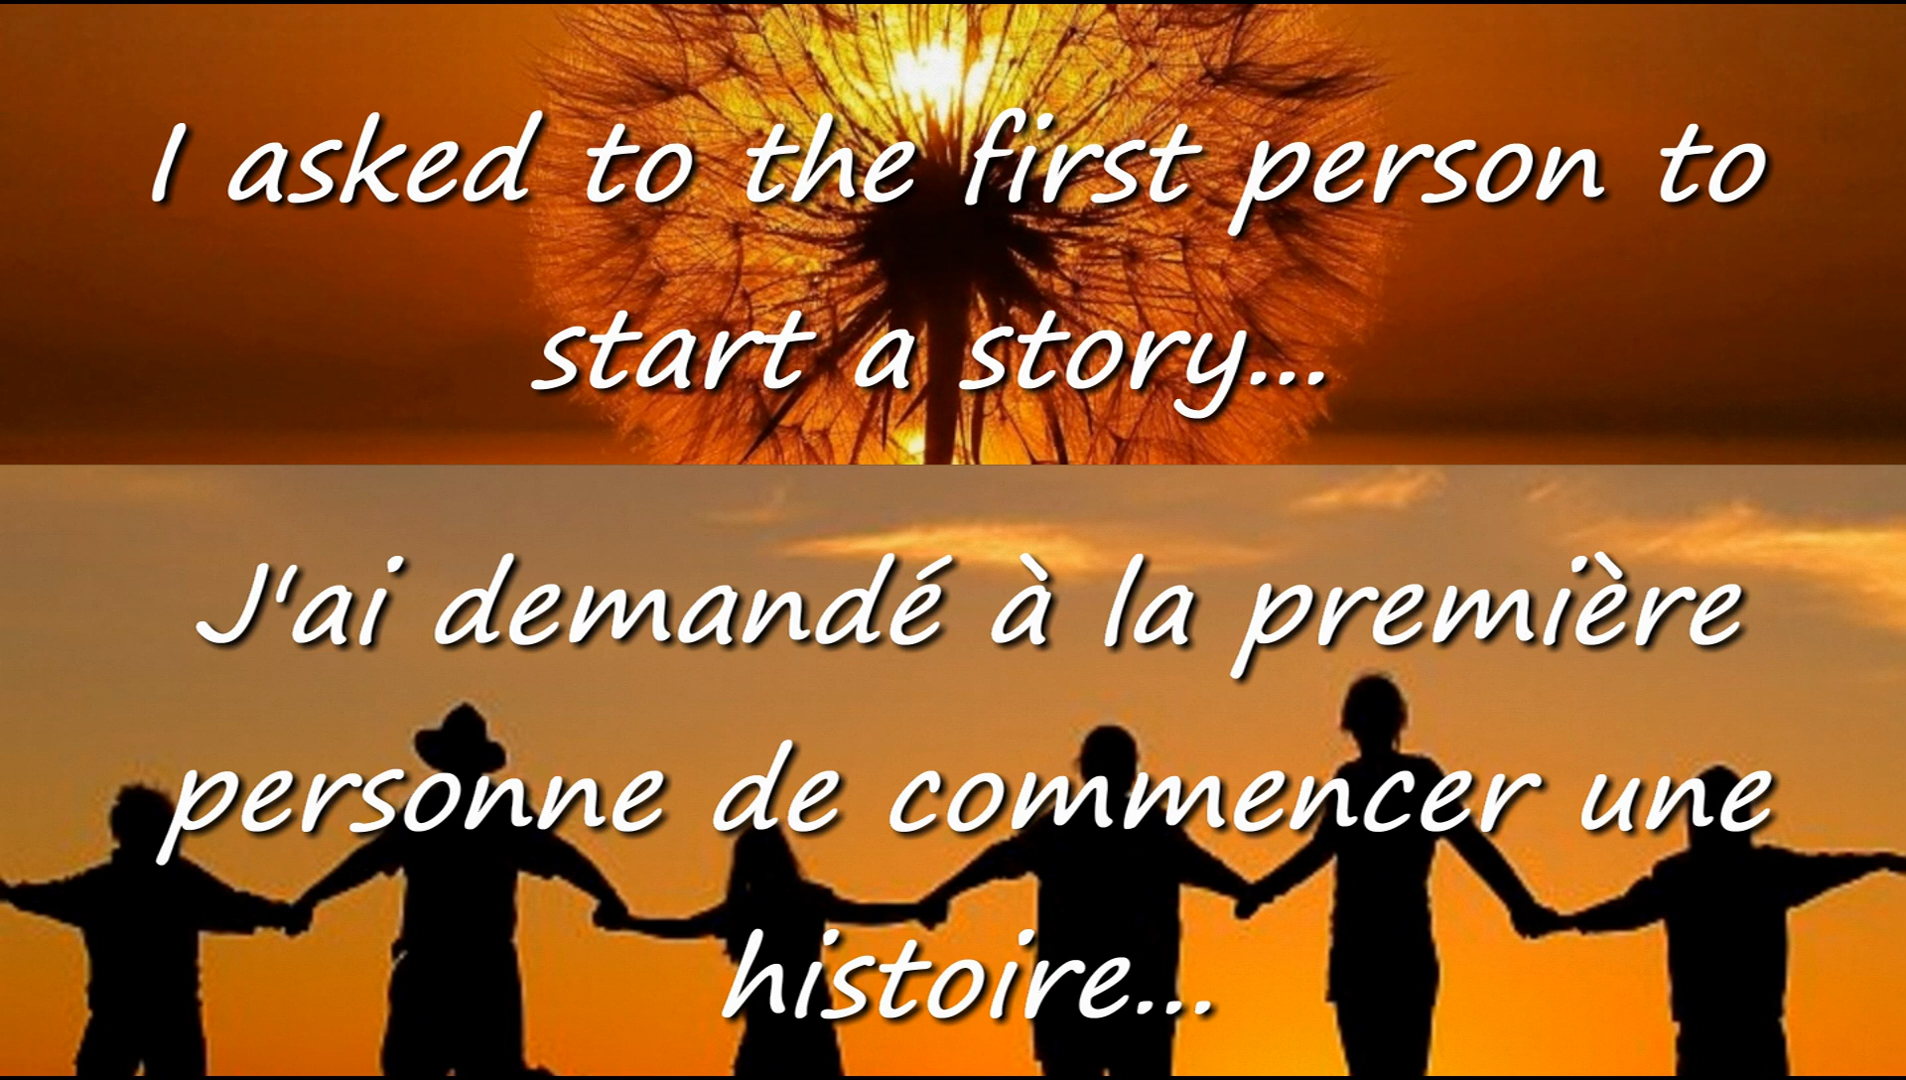 I asked to the first person to
start a story...
J'ai demandé à la première
personne de commencer une
histoire...